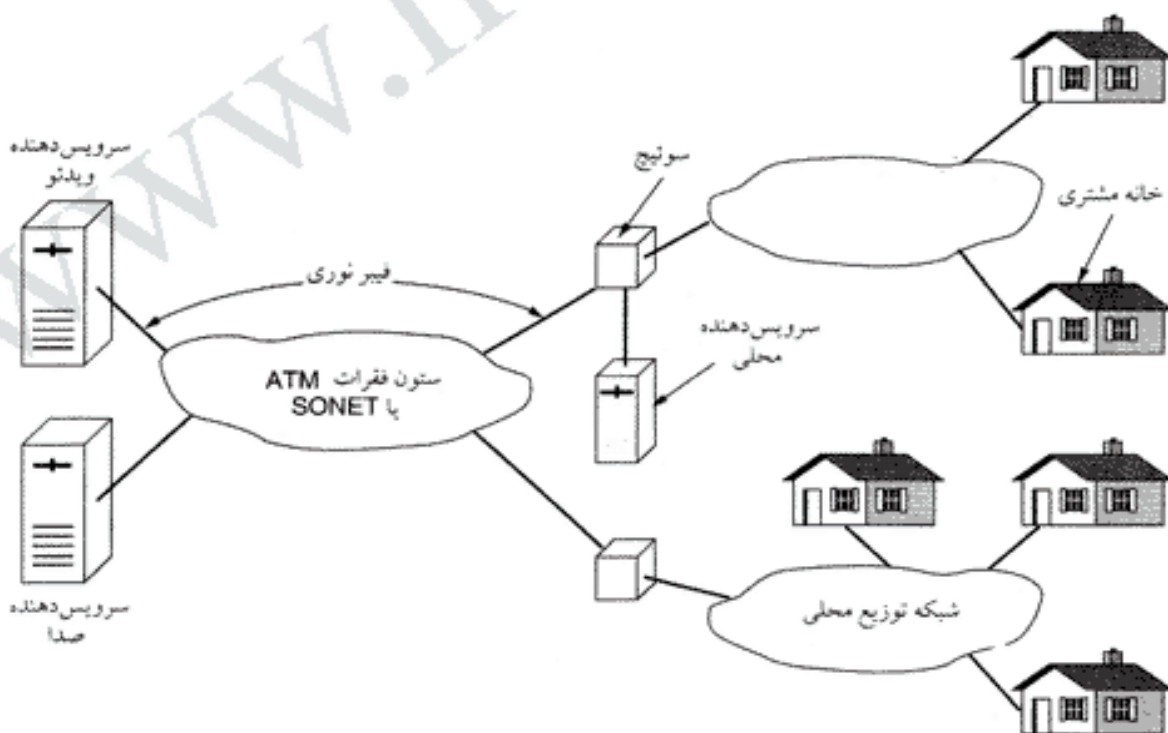 www.
سرویس‌دهنده
ویدئو
سوئیچ
خانه مشتری
فیبر نوری
سرویس‌دهنده
محلی
ستون فقرات ATM
یا SONET
سرویس‌دهنده
صدا
شبکه توزیع محلی